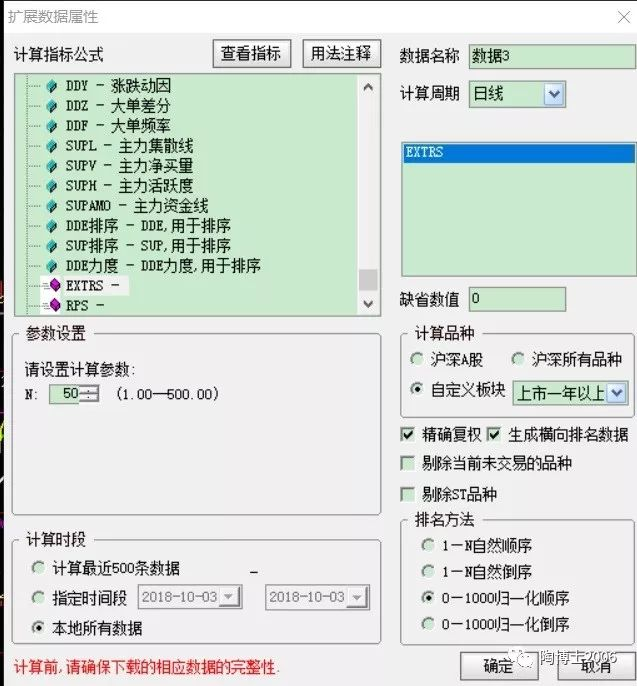 扩展数据属性
计算指标公式
查看指标
用法注释
DDY - 涨跌动因
DDZ - 大单差分
DDF - 大单频率
SUPL - 主力集散线
SUPV - 主力净买量
SUPH - 主力活跃度
SUPAMO - 主力资金线
DDE排序 - DDE,用于排序
SUP排序 - SUP,用于排序
DDE力度 - DDE力度,用于排序
EXTRS -
RPS -
数据名称 数据3
计算周期 日线
EXTRS
缺省数值 0
参数设置
请设置计算参数:
N: 50 (1.00—500.00)
计算品种
沪深A股 沪深所有品种
自定义板块 上市一年以上
精确复权 生成横向排名数据
剔除当前未交易的品种
剔除ST品种
计算时段
计算最近500条数据
指定时间段 2018-10-03 - 2018-10-03
本地所有数据
排名方法
1—N自然顺序
1—N自然倒序
0—1000归一化顺序
0—1000归一化倒序
计算前,请确保下载的相应数据的完整性.
确定
取消
陶博士2006